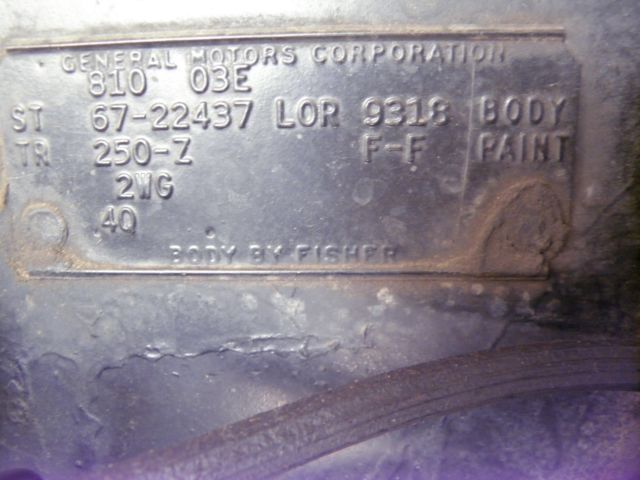 GENERAL MOTORS CORPORATION
810 03E
ST 67-22437 LOR 9318 BODY
TR 250-Z F-F PAINT
2WG
4Q
BODY BY FISHER